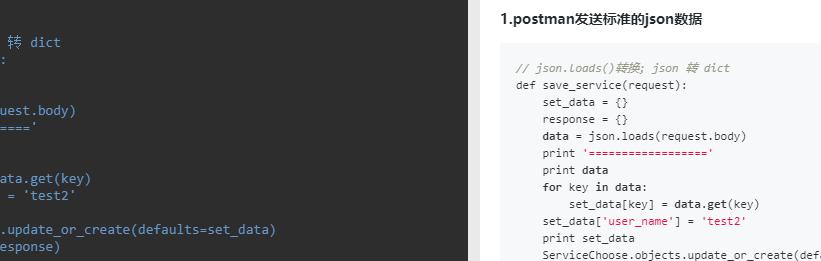 转 dict
:
uest.body)
===='
ata.get(key)
= 'test2'
.update_or_create(defaults=set_data)
esponse)
1.postman发送标准的json数据
// json.loads()转换; json 转 dict
def save_service(request):
set_data = {}
response = {}
data = json.loads(request.body)
print '=================='
print data
for key in data:
set_data[key] = data.get(key)
set_data['user_name'] = 'test2'
print set_data
ServiceChoose.objects.update_or_create(defa